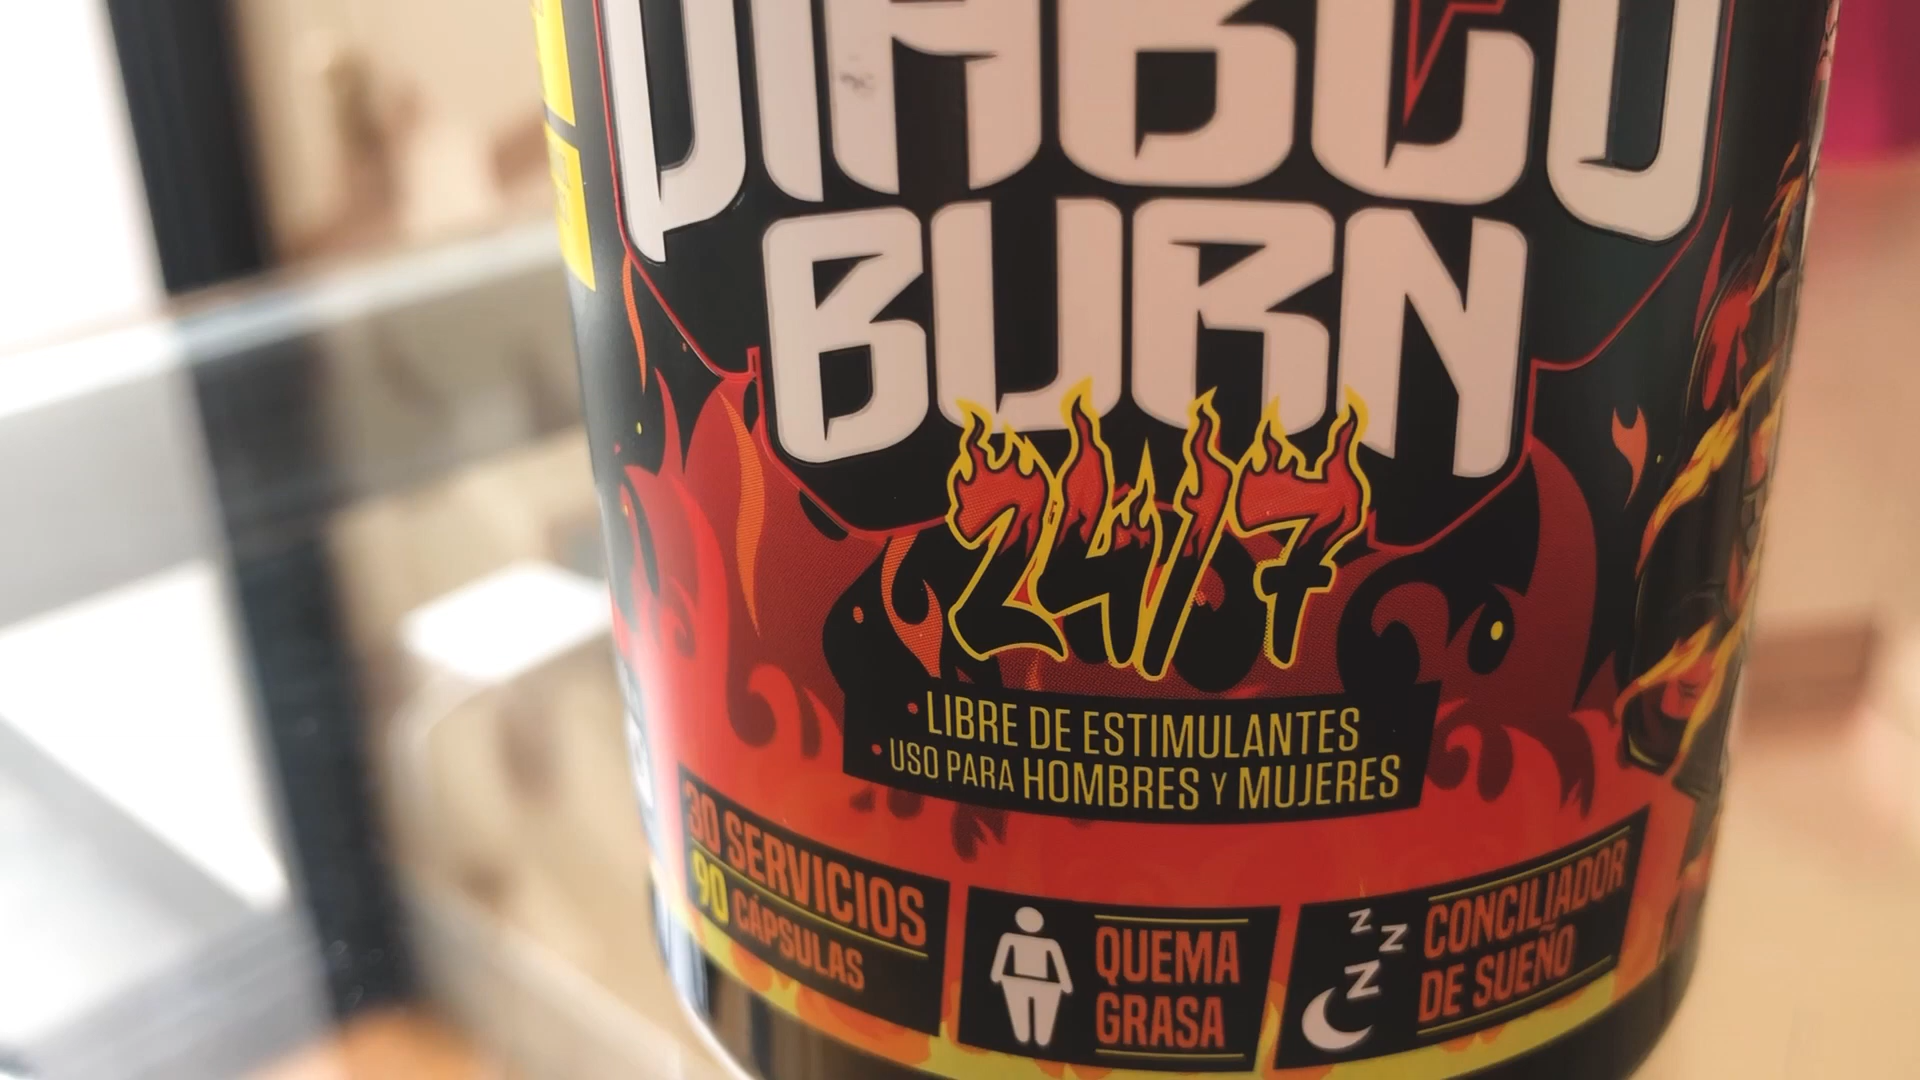 DIABLO
BURN
24/7
• LIBRE DE ESTIMULANTES
• USO PARA HOMBRES Y MUJERES
30 SERVICIOS
90 CÁPSULAS
QUEMA
GRASA
Z Z Z
CONCILIADOR
DE SUEÑO